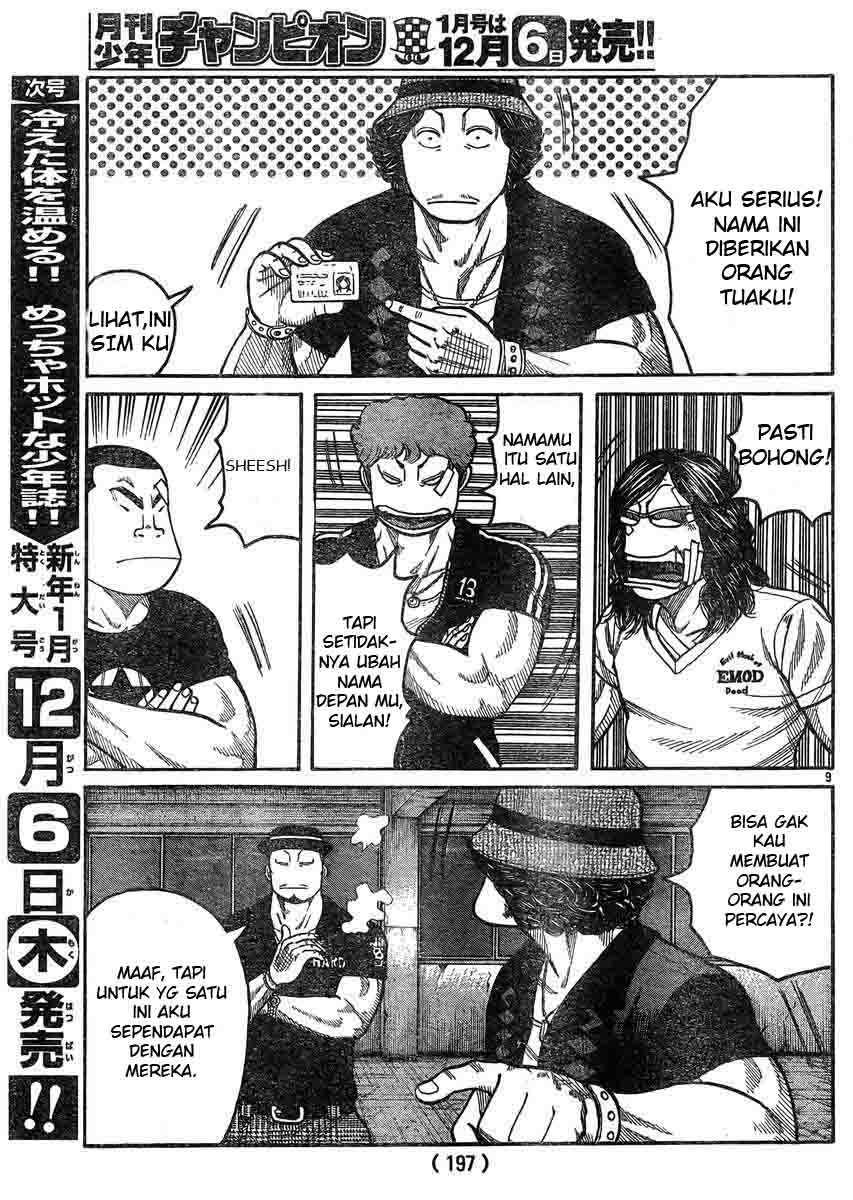 月刊
少年
チャンピオン
1月号は
12月6日発売!!
次号
冷えた体を温める!! めっちゃホットな少年誌!!
新年1月
特大号
12月6日木発売!!
AKU SERIUS!
NAMA INI
DIBERIKAN
ORANG
TUAKU!
LIHAT,INI
SIM KU
PASTI
BOHONG!
EMOD
Dead
NAMAMU
ITU SATU
HAL LAIN,
13
TAPI
SETIDAK-
NYA UBAH
NAMA
DEPAN MU,
SIALAN!
SHEESH!
9
BISA GAK
KAU
MEMBUAT
ORANG-
ORANG INI
PERCAYA?!
HARD
MAAF, TAPI
UNTUK YG SATU
INI AKU
SEPENDAPAT
DENGAN
MEREKA.
(197)